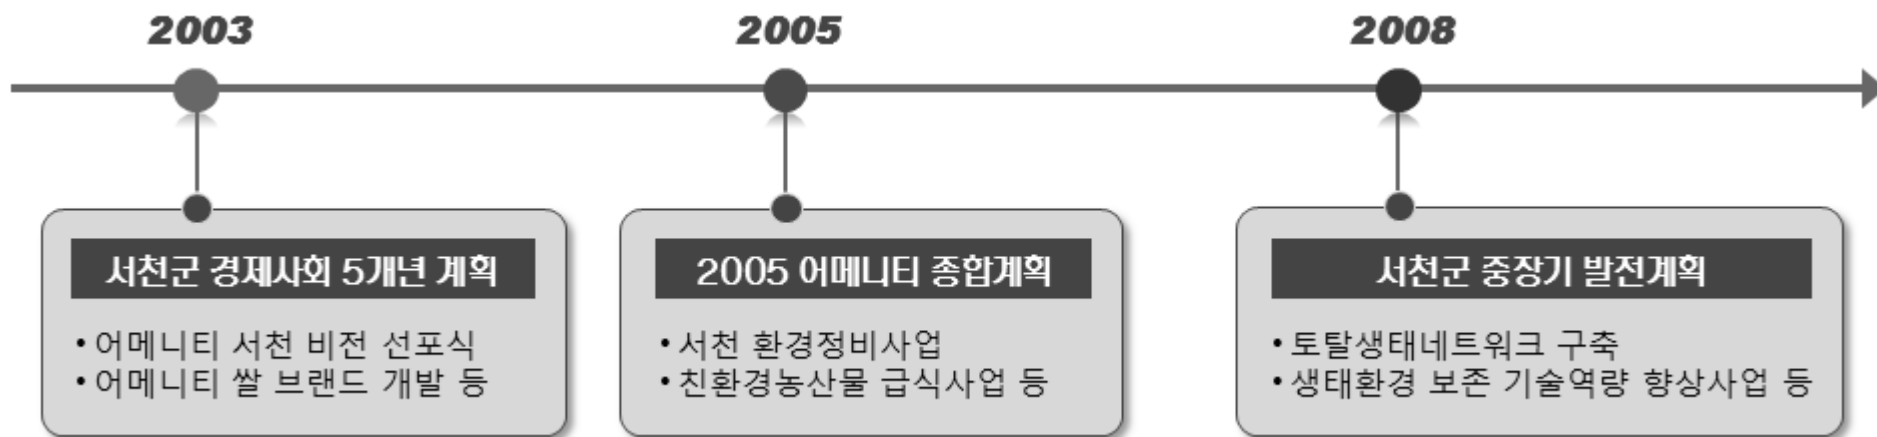 2003
2005
2008
서천군 경제사회 5개년 계획
• 어메니티 서천 비전 선포식
• 어메니티 쌀 브랜드 개발 등
2005 어메니티 종합계획
• 서천 환경정비사업
• 친환경농산물 급식사업 등
서천군 중장기 발전계획
• 토탈생태네트워크 구축
• 생태환경 보존 기술역량 향상사업 등